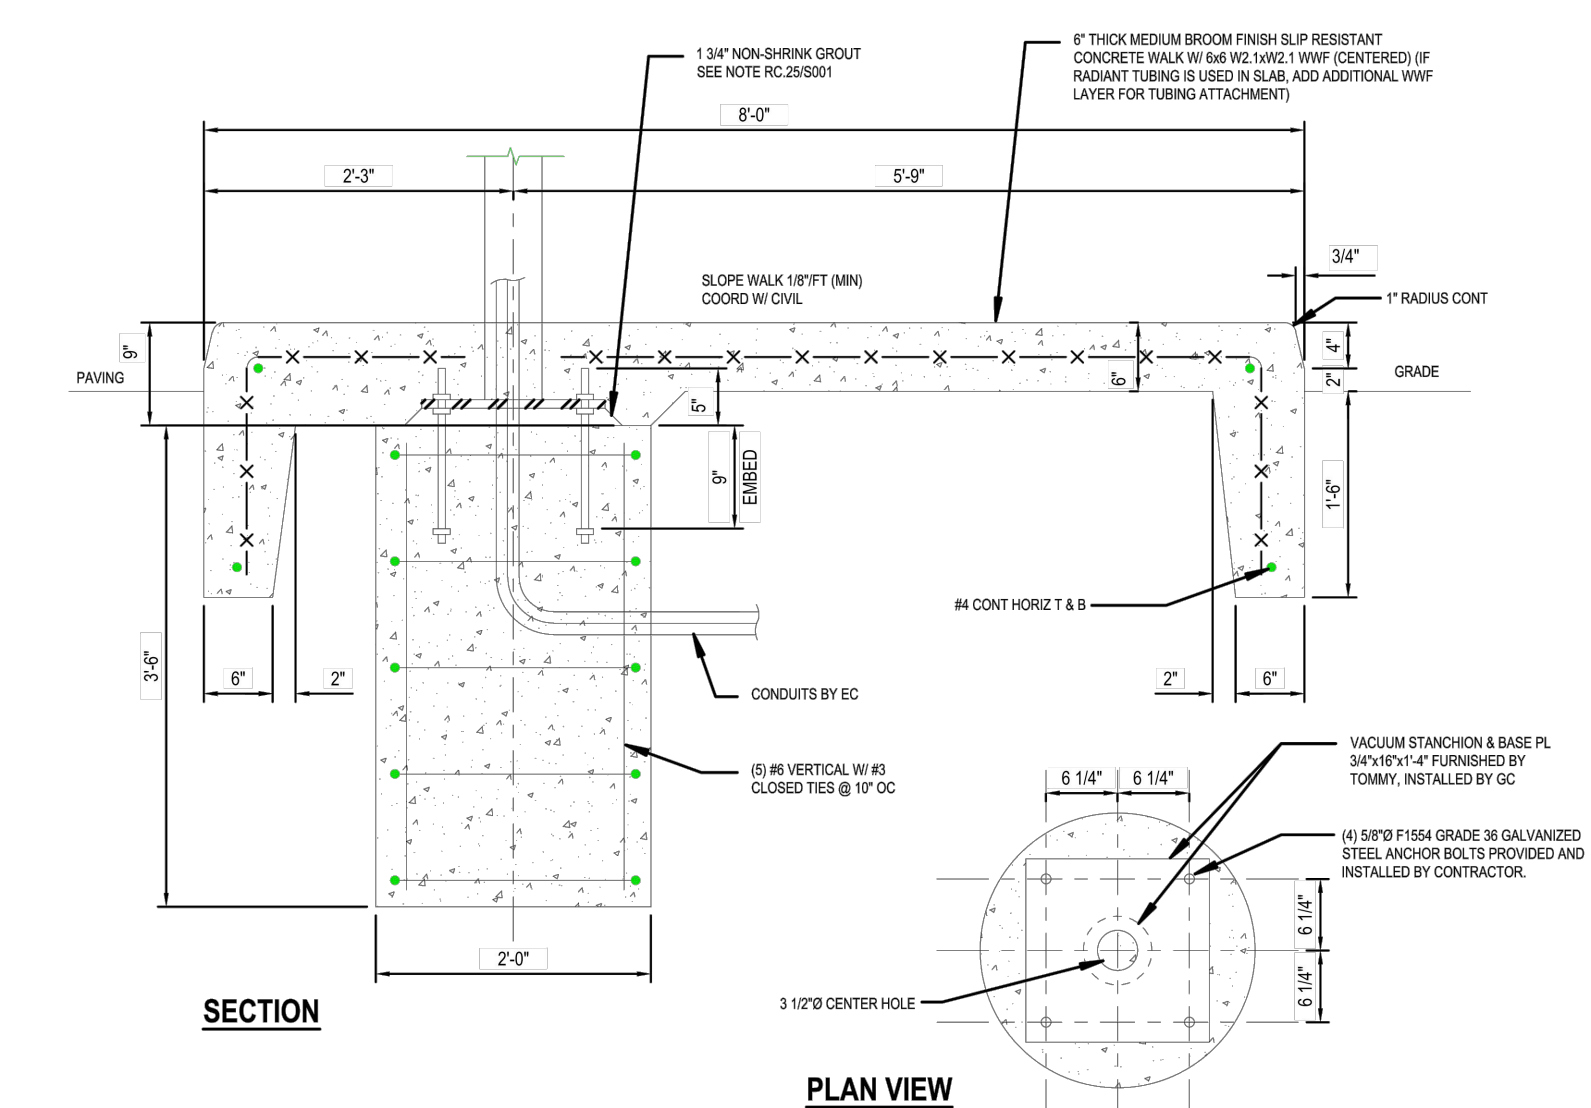 1 3/4" NON-SHRINK GROUT
SEE NOTE RC.25/S001
6" THICK MEDIUM BROOM FINISH SLIP RESISTANT
CONCRETE WALK W/ 6x6 W2.1xW2.1 WWF (CENTERED) (IF
RADIANT TUBING IS USED IN SLAB, ADD ADDITIONAL WWF
LAYER FOR TUBING ATTACHMENT)
8'-0"
2'-3"
5'-9"
3/4"
SLOPE WALK 1/8"/FT (MIN)
COORD W/ CIVIL
1" RADIUS CONT
9"
4"
PAVING
6"
2"
GRADE
5"
9"
EMBED
1'-6"
#4 CONT HORIZ T & B
3'-6"
6"
2"
2"
6"
CONDUITS BY EC
(5) #6 VERTICAL W/ #3
CLOSED TIES @ 10" OC
VACUUM STANCHION & BASE PL
3/4"x16"x1'-4" FURNISHED BY
TOMMY, INSTALLED BY GC
6 1/4"
6 1/4"
(4) 5/8"Ø F1554 GRADE 36 GALVANIZED
STEEL ANCHOR BOLTS PROVIDED AND
INSTALLED BY CONTRACTOR.
6 1/4"
6 1/4"
2'-0"
3 1/2"Ø CENTER HOLE
SECTION
PLAN VIEW